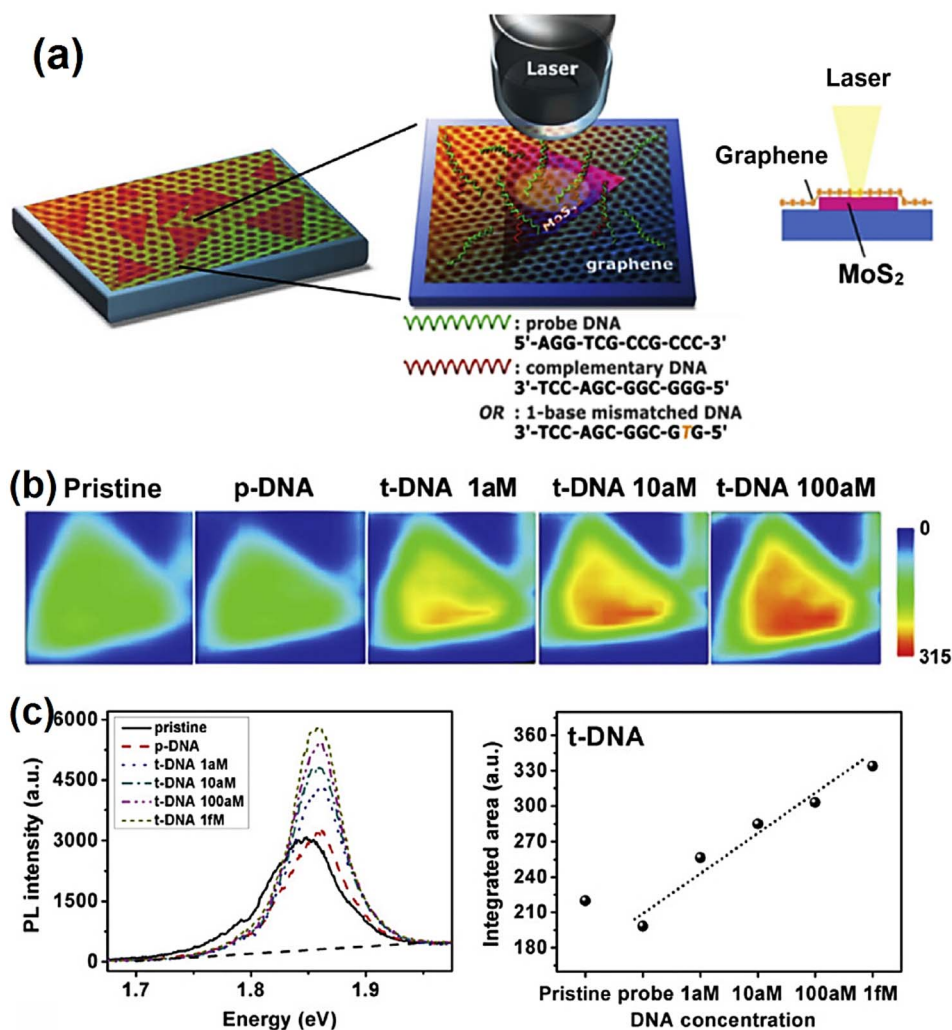 (a)
Laser
MoS₂
graphene
: probe DNA
5'-AGG-TCG-CCG-CCC-3'
: complementary DNA
3'-TCC-AGC-GGC-GGG-5'
OR : 1-base mismatched DNA
3'-TCC-AGC-GGC-GTG-5'
Laser
Graphene
MoS₂
(b)
Pristine
p-DNA
t-DNA 1aM
t-DNA 10aM
t-DNA 100aM
0
315
(c)
PL intensity (a.u.)
6000
4500
3000
1500
0
pristine
p-DNA
t-DNA 1aM
t-DNA 10aM
t-DNA 100aM
t-DNA 1fM
1.7
1.8
1.9
Energy (eV)
t-DNA
Integrated area (a.u.)
330
300
270
240
210
180
Pristine probe 1aM 10aM 100aM 1fM
DNA concentration